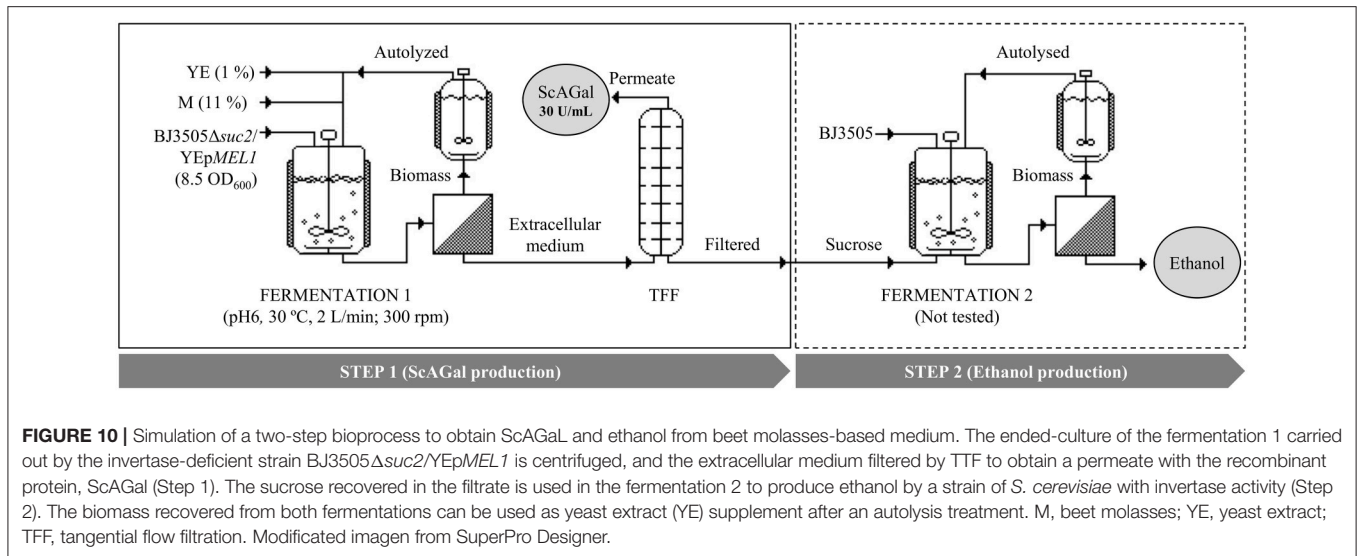 Autolyzed
YE (1 %)
M (11 %)
BJ3505Δsuc2/
YEpMEL1
(8.5 OD600)
Biomass
Extracellular
medium
FERMENTATION 1
(pH6, 30 ºC, 2 L/min; 300 rpm)
Permeate
ScAGal
30 U/mL
Filtered
TFF
Autolysed
BJ3505
Biomass
Sucrose
FERMENTATION 2
(Not tested)
Ethanol
STEP 1 (ScAGal production)
STEP 2 (Ethanol production)
FIGURE 10 | Simulation of a two-step bioprocess to obtain ScAGaL and ethanol from beet molasses-based medium. The ended-culture of the fermentation 1 carried
out by the invertase-deficient strain BJ3505Δsuc2/YEpMEL1 is centrifuged, and the extracellular medium filtered by TTF to obtain a permeate with the recombinant
protein, ScAGal (Step 1). The sucrose recovered in the filtrate is used in the fermentation 2 to produce ethanol by a strain of S. cerevisiae with invertase activity (Step
2). The biomass recovered from both fermentations can be used as yeast extract (YE) supplement after an autolysis treatment. M, beet molasses; YE, yeast extract;
TFF, tangential flow filtration. Modificated imagen from SuperPro Designer.